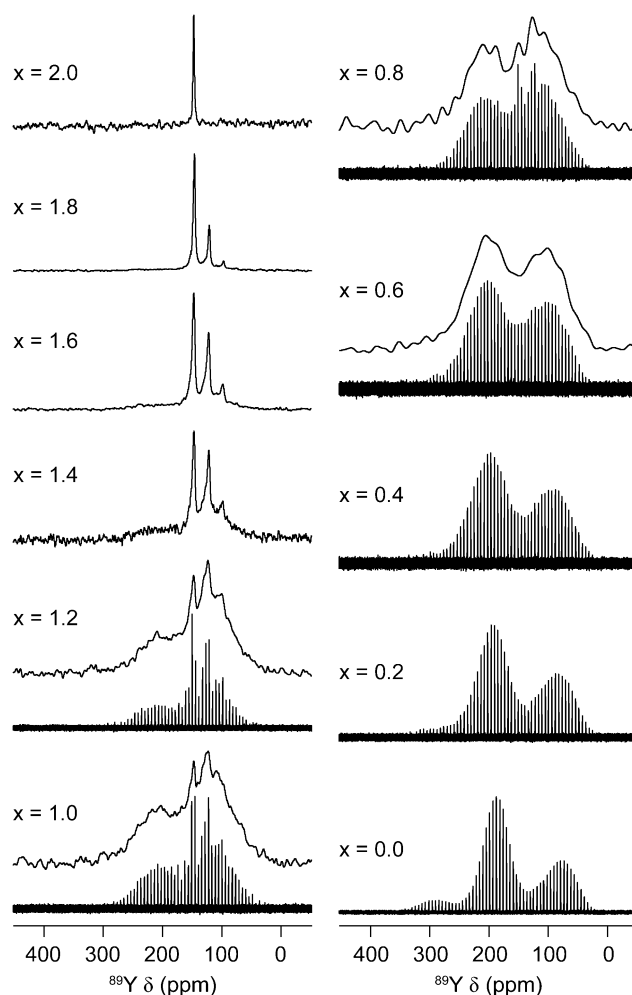 x = 2.0
x = 1.8
x = 1.6
x = 1.4
x = 1.2
x = 1.0
400 300 200 100 0
⁸⁹Y δ (ppm)
x = 0.8
x = 0.6
x = 0.4
x = 0.2
x = 0.0
400 300 200 100 0
⁸⁹Y δ (ppm)